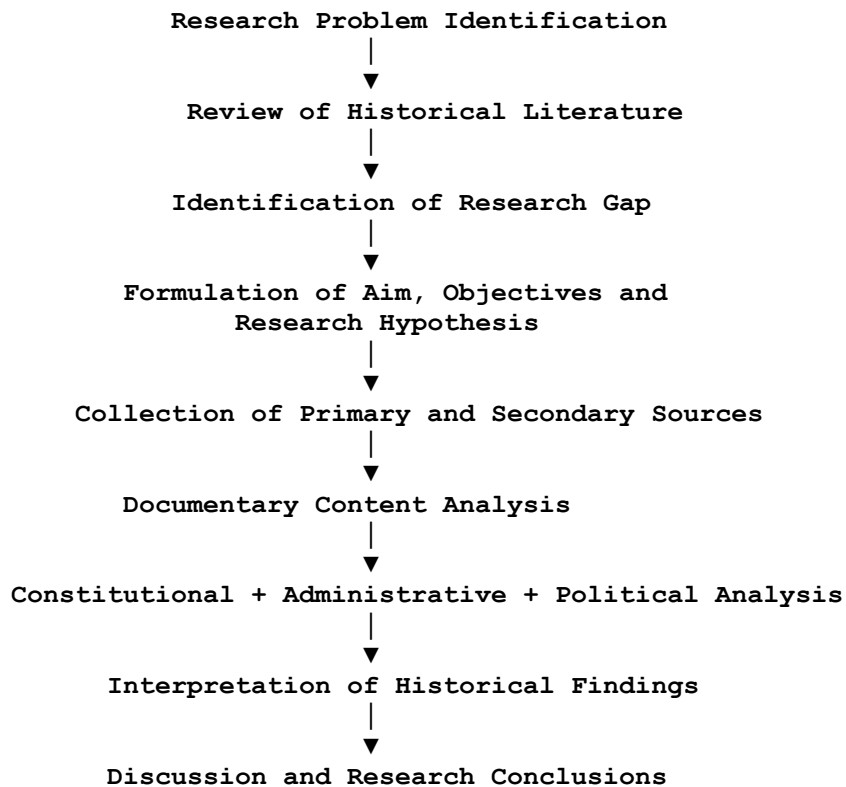 Research Problem Identification
│
▼
Review of Historical Literature
│
▼
Identification of Research Gap
│
▼
Formulation of Aim, Objectives and
Research Hypothesis
│
▼
Collection of Primary and Secondary Sources
│
▼
Documentary Content Analysis
│
▼
Constitutional + Administrative + Political Analysis
│
▼
Interpretation of Historical Findings
│
▼
Discussion and Research Conclusions